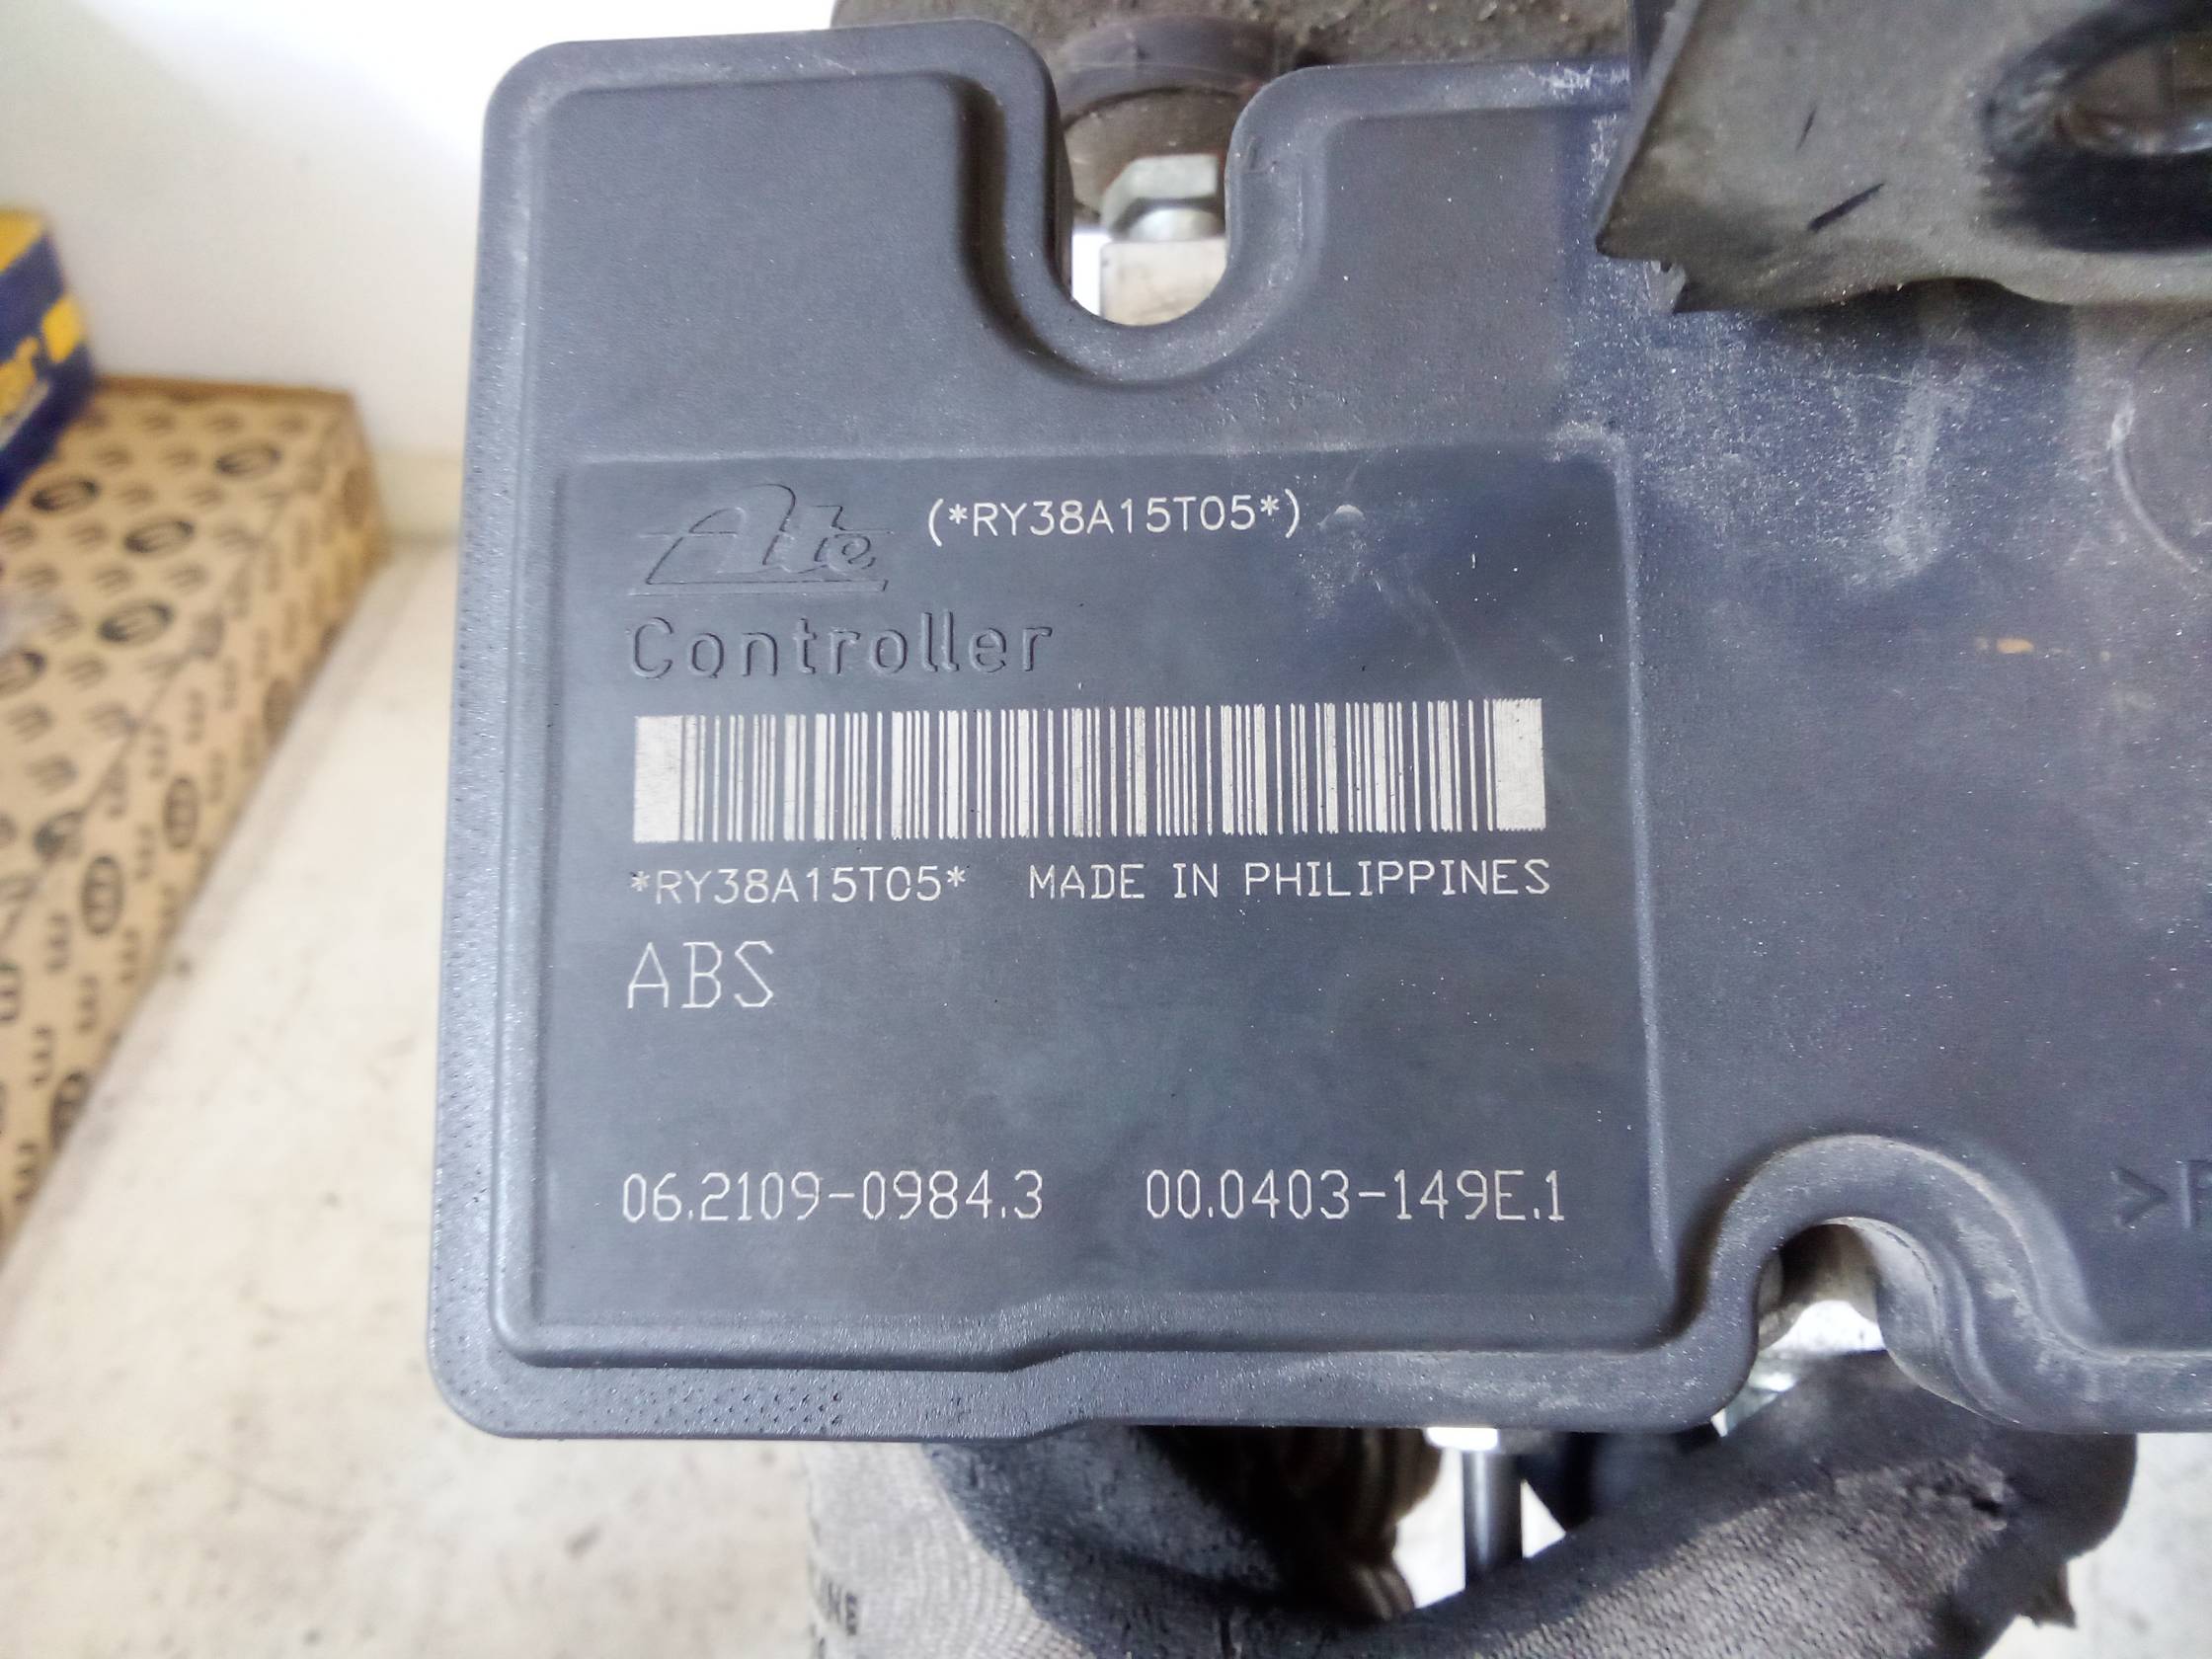 Ate (*RY38A15T05*)
Controller
*RY38A15T05* MADE IN PHILIPPINES
ABS
06.2109-0984.3 00.0403-149E.1